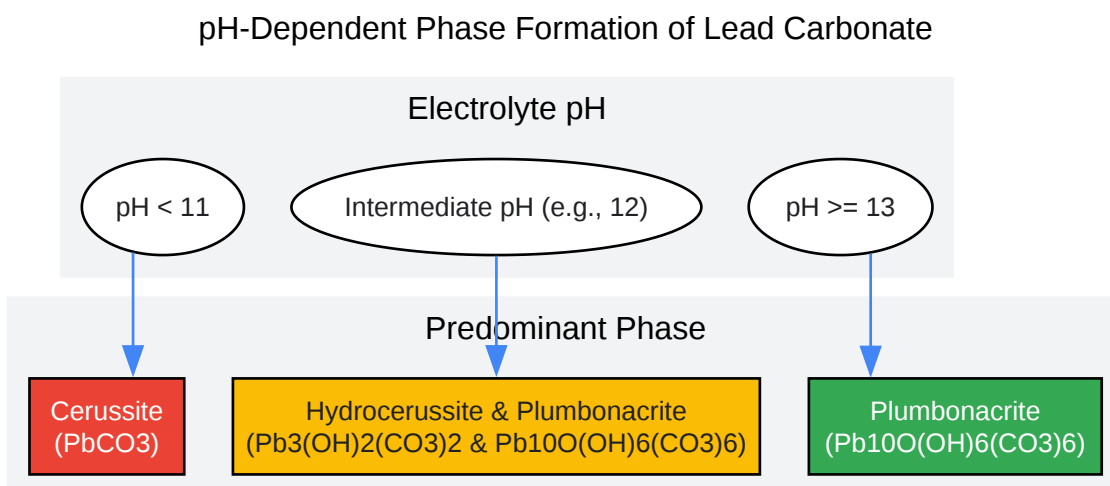 pH-Dependent Phase Formation of Lead Carbonate
Electrolyte pH
pH < 11
Intermediate pH (e.g., 12)
pH >= 13
Predominant Phase
Cerussite
(PbCO3)
Hydrocerussite & Plumbonacrite
(Pb3(OH)2(CO3)2 & Pb10O(OH)6(CO3)6)
Plumbonacrite
(Pb10O(OH)6(CO3)6)